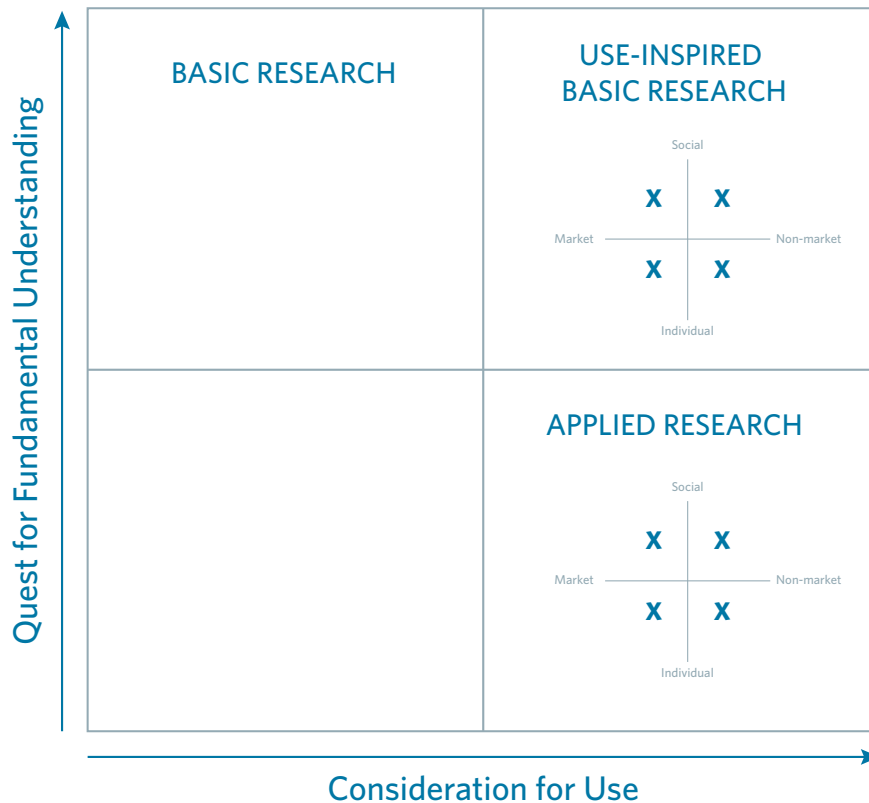 Quest for Fundamental Understanding
BASIC RESEARCH
USE-INSPIRED
BASIC RESEARCH
Social
X X
Market Non-market
X X
Individual
APPLIED RESEARCH
Social
X X
Market Non-market
X X
Individual
Consideration for Use